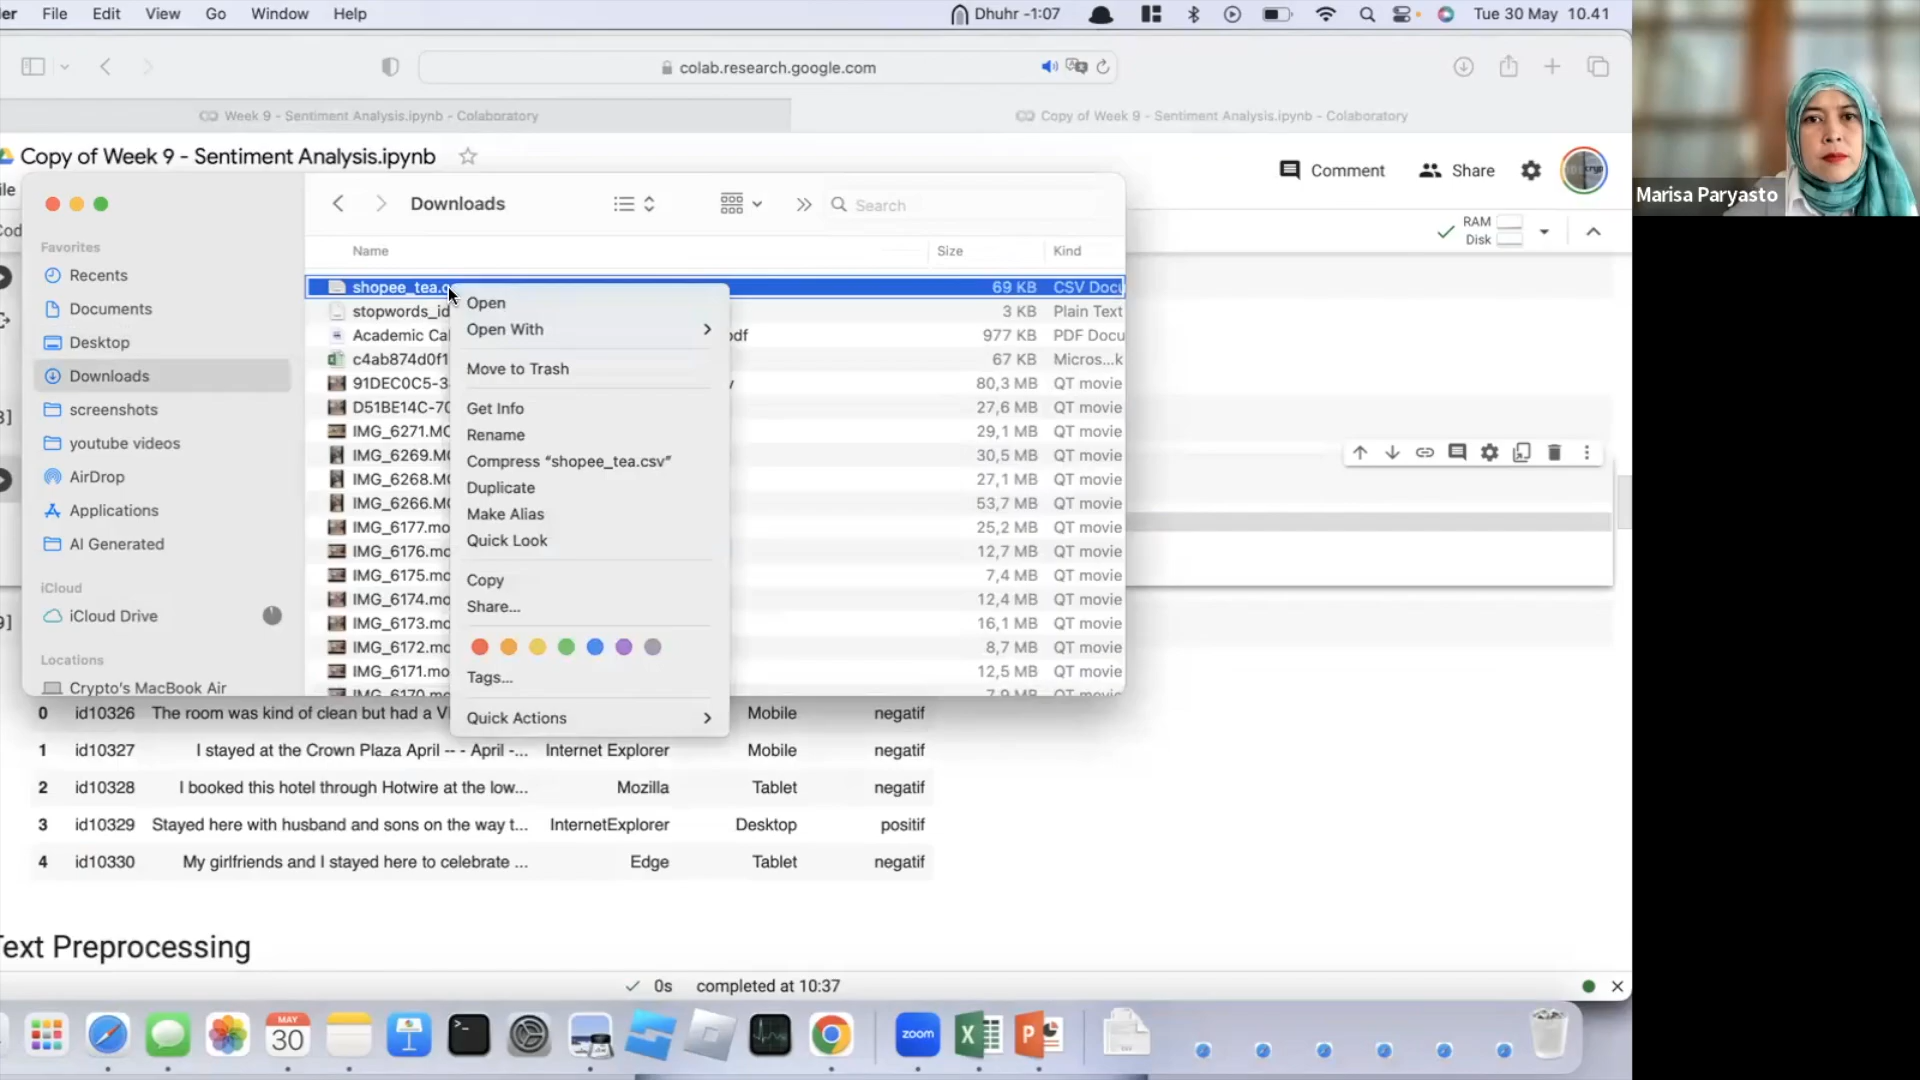 File Edit View Go Window Help Dhuhr -1:07 Tue 30 May 10.41
colab.research.google.com
Week 9 - Sentiment Analysis.ipynb - Colaboratory Copy of Week 9 - Sentiment Analysis.ipynb - Colaboratory
Copy of Week 9 - Sentiment Analysis.ipynb
Comment Share
RAM
Disk
Marisa Paryasto
Downloads Search
Name Size Kind
Favorites
Recents
Documents
Desktop
Downloads
screenshots
youtube videos
AirDrop
Applications
AI Generated
iCloud
iCloud Drive
Locations
Crypto's MacBook Air
shopee_tea.c 69 KB CSV Docu
stopwords_id 3 KB Plain Text
Academic Cal pdf 977 KB PDF Docu
c4ab874d0f1 67 KB Micros...k
91DEC0C5-3 80,3 MB QT movie
D51BE14C-70 27,6 MB QT movie
IMG_6271.MO 29,1 MB QT movie
IMG_6269.MO 30,5 MB QT movie
IMG_6268.MO 27,1 MB QT movie
IMG_6266.MO 53,7 MB QT movie
IMG_6177.mo 25,2 MB QT movie
IMG_6176.mo 12,7 MB QT movie
IMG_6175.mo 7,4 MB QT movie
IMG_6174.mo 12,4 MB QT movie
IMG_6173.mo 16,1 MB QT movie
IMG_6172.mo 8,7 MB QT movie
IMG_6171.mo 12,5 MB QT movie
IMG_6170.mo 7,9 MB QT movie
Open
Open With
Move to Trash
Get Info
Rename
Compress “shopee_tea.csv”
Duplicate
Make Alias
Quick Look
Copy
Share...
Tags...
Quick Actions
0 id10326 The room was kind of clean but had a V Mobile negatif
1 id10327 I stayed at the Crown Plaza April -- - April -... Internet Explorer Mobile negatif
2 id10328 I booked this hotel through Hotwire at the low... Mozilla Tablet negatif
3 id10329 Stayed here with husband and sons on the way t... InternetExplorer Desktop positif
4 id10330 My girlfriends and I stayed here to celebrate ... Edge Tablet negatif
Text Preprocessing
0s completed at 10:37
MAY
30
zoom